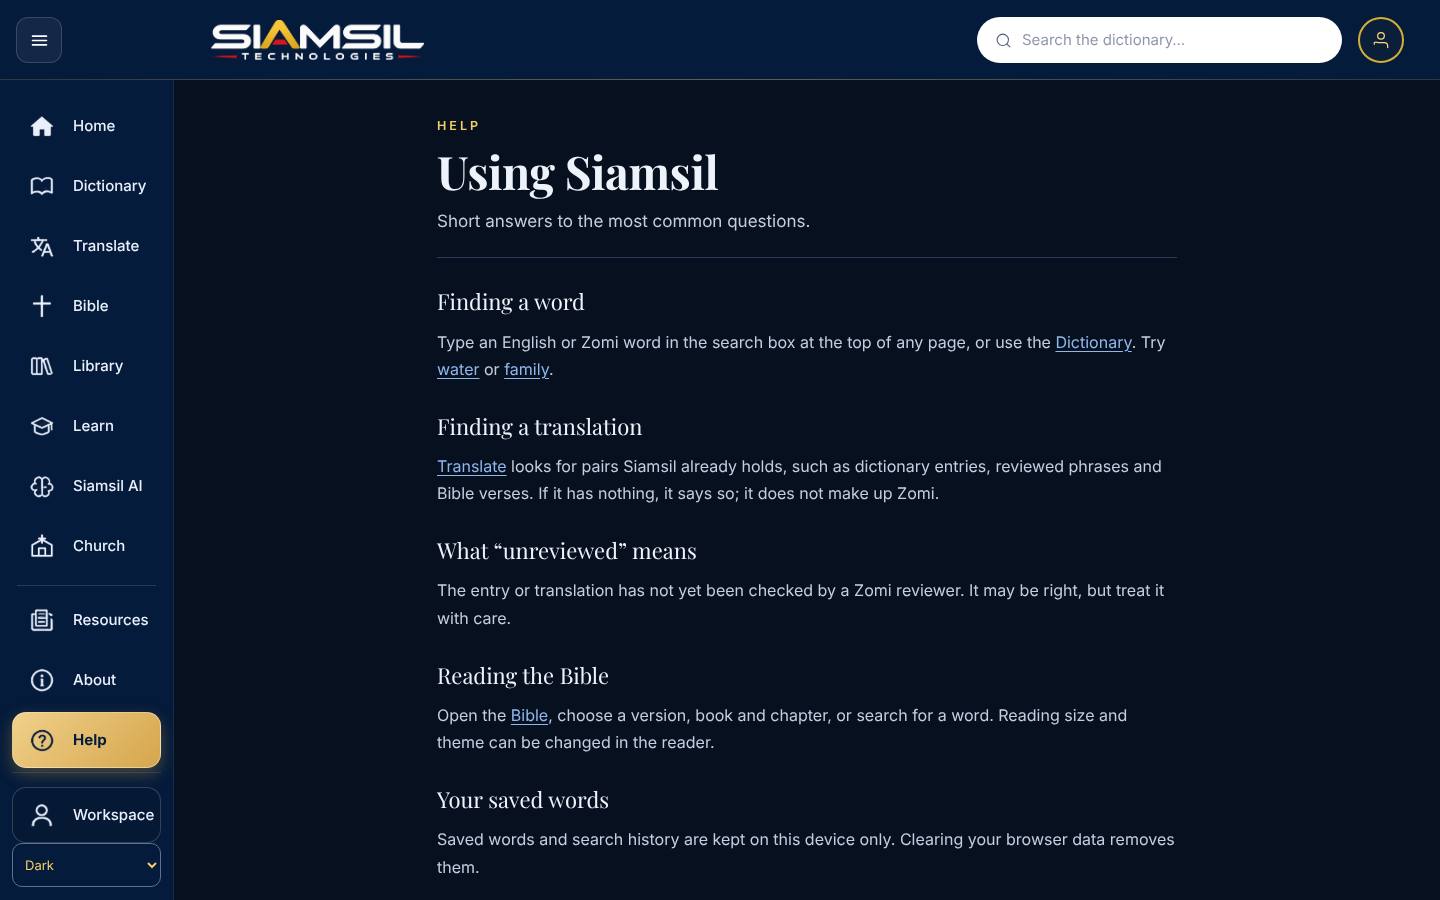 SIAMSIL
TECHNOLOGIES
Search the dictionary...
Home
Dictionary
Translate
Bible
Library
Learn
Siamsil AI
Church
Resources
About
Help
Workspace
Dark
HELP
Using Siamsil
Short answers to the most common questions.
Finding a word
Type an English or Zomi word in the search box at the top of any page, or use the Dictionary. Try
water or family.
Finding a translation
Translate looks for pairs Siamsil already holds, such as dictionary entries, reviewed phrases and
Bible verses. If it has nothing, it says so; it does not make up Zomi.
What “unreviewed” means
The entry or translation has not yet been checked by a Zomi reviewer. It may be right, but treat it
with care.
Reading the Bible
Open the Bible, choose a version, book and chapter, or search for a word. Reading size and
theme can be changed in the reader.
Your saved words
Saved words and search history are kept on this device only. Clearing your browser data removes
them.